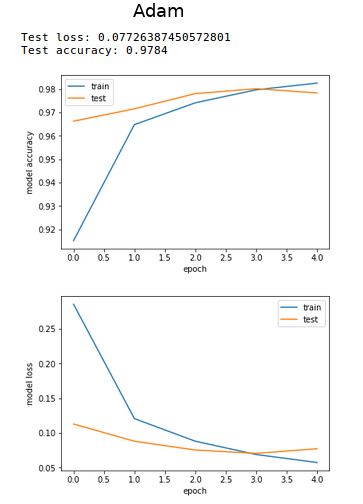 Adam
Test loss: 0.07726387450572801
Test accuracy: 0.9784
train
test
model accuracy
0.98
0.97
0.96
0.95
0.94
0.93
0.92
0.0 0.5 1.0 1.5 2.0 2.5 3.0 3.5 4.0
epoch
train
test
model loss
0.25
0.20
0.15
0.10
0.05
0.0 0.5 1.0 1.5 2.0 2.5 3.0 3.5 4.0
epoch